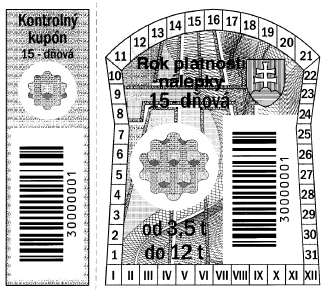 Kontrolný
kupón
15 - dňová
30000001
11 12 13 14 15 16 17 18 19 20 21
10 22
9 23
8 24
7 25
6 26
5 27
4 28
3 29
2 30
1 31
Rok platnosti
nálepky
15-dňová
30000001
od 3,5 t
do 12 t
I II III IV V VI VII VIII IX X XI XII